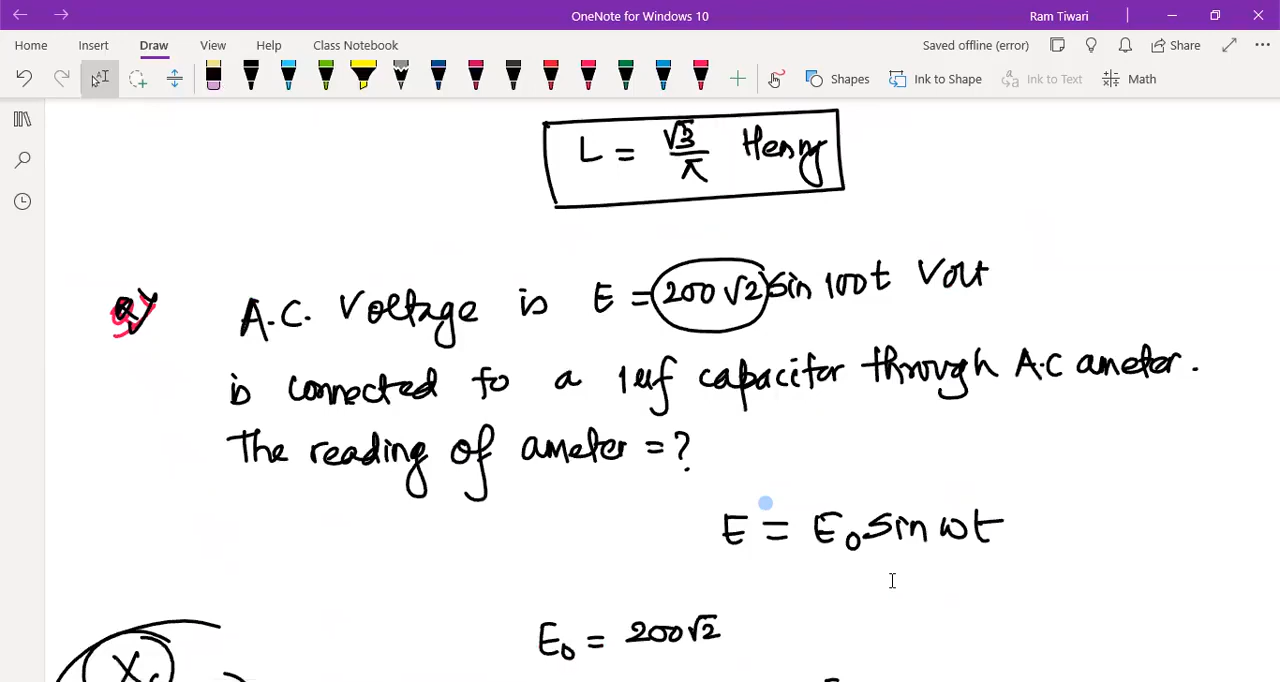 OneNote for Windows 10
Ram Tiwari
Home Insert Draw View Help Class Notebook
Saved offline (error) Share
Shapes Ink to Shape Ink to Text Math
L = √3/π Henry
Q) A.C. Voltage is E = 200√2 sin 100t Volt
is connected to a 1uf capacitor through A.C ameter.
The reading of ameter = ?
E = E₀ sin ωt
E₀ = 200√2